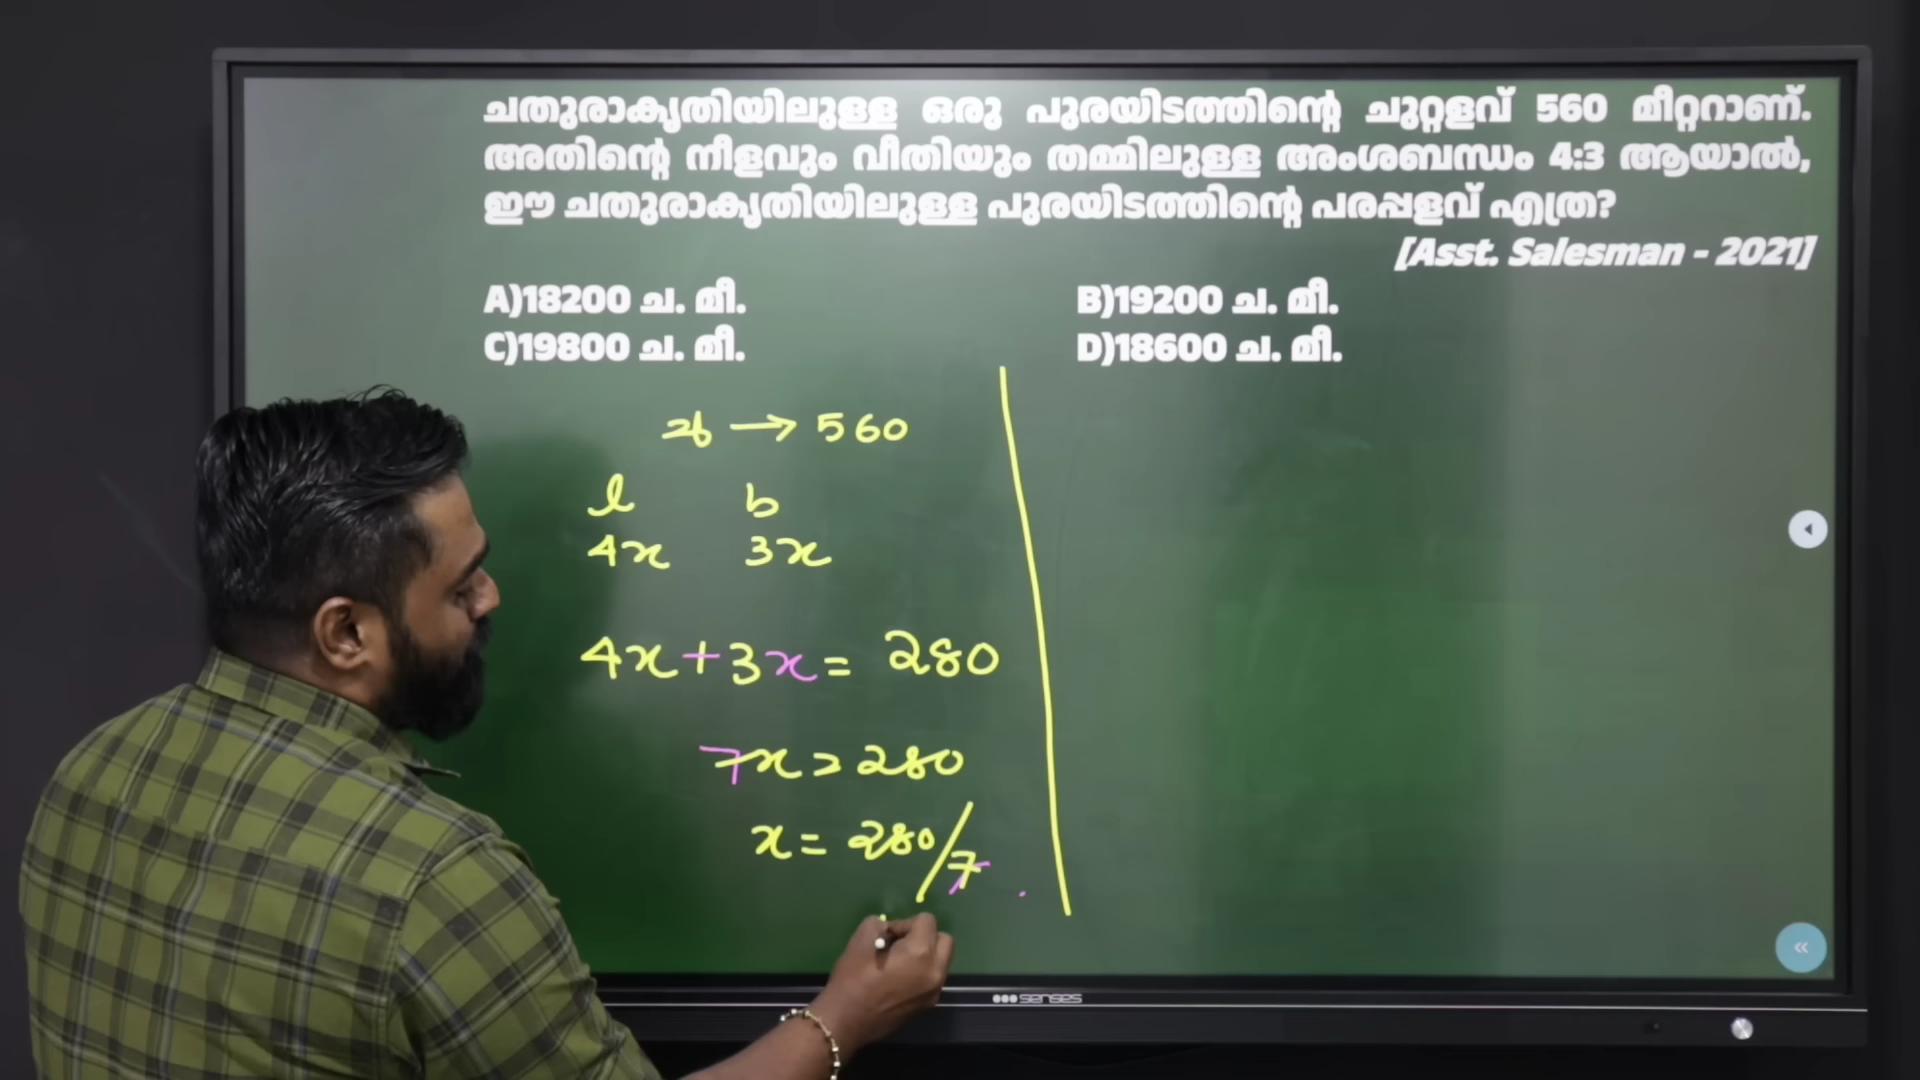 ചതുരാകൃതിയിലുള്ള ഒരു പുരയിടത്തിന്റെ ചുറ്റളവ് 560 മീറ്ററാണ്.
അതിന്റെ നീളവും വീതിയും തമ്മിലുള്ള അംശബന്ധം 4:3 ആയാൽ,
ഈ ചതുരാകൃതിയിലുള്ള പുരയിടത്തിന്റെ പരപ്പളവ് എത്ര?
[Asst. Salesman - 2021]
A)18200 ച. മീ. B)19200 ച. മീ.
C)19800 ച. മീ. D)18600 ച. മീ.
→ 560
l b
4x 3x
4x+3x = 280
7x = 280
x = 280/7
senses